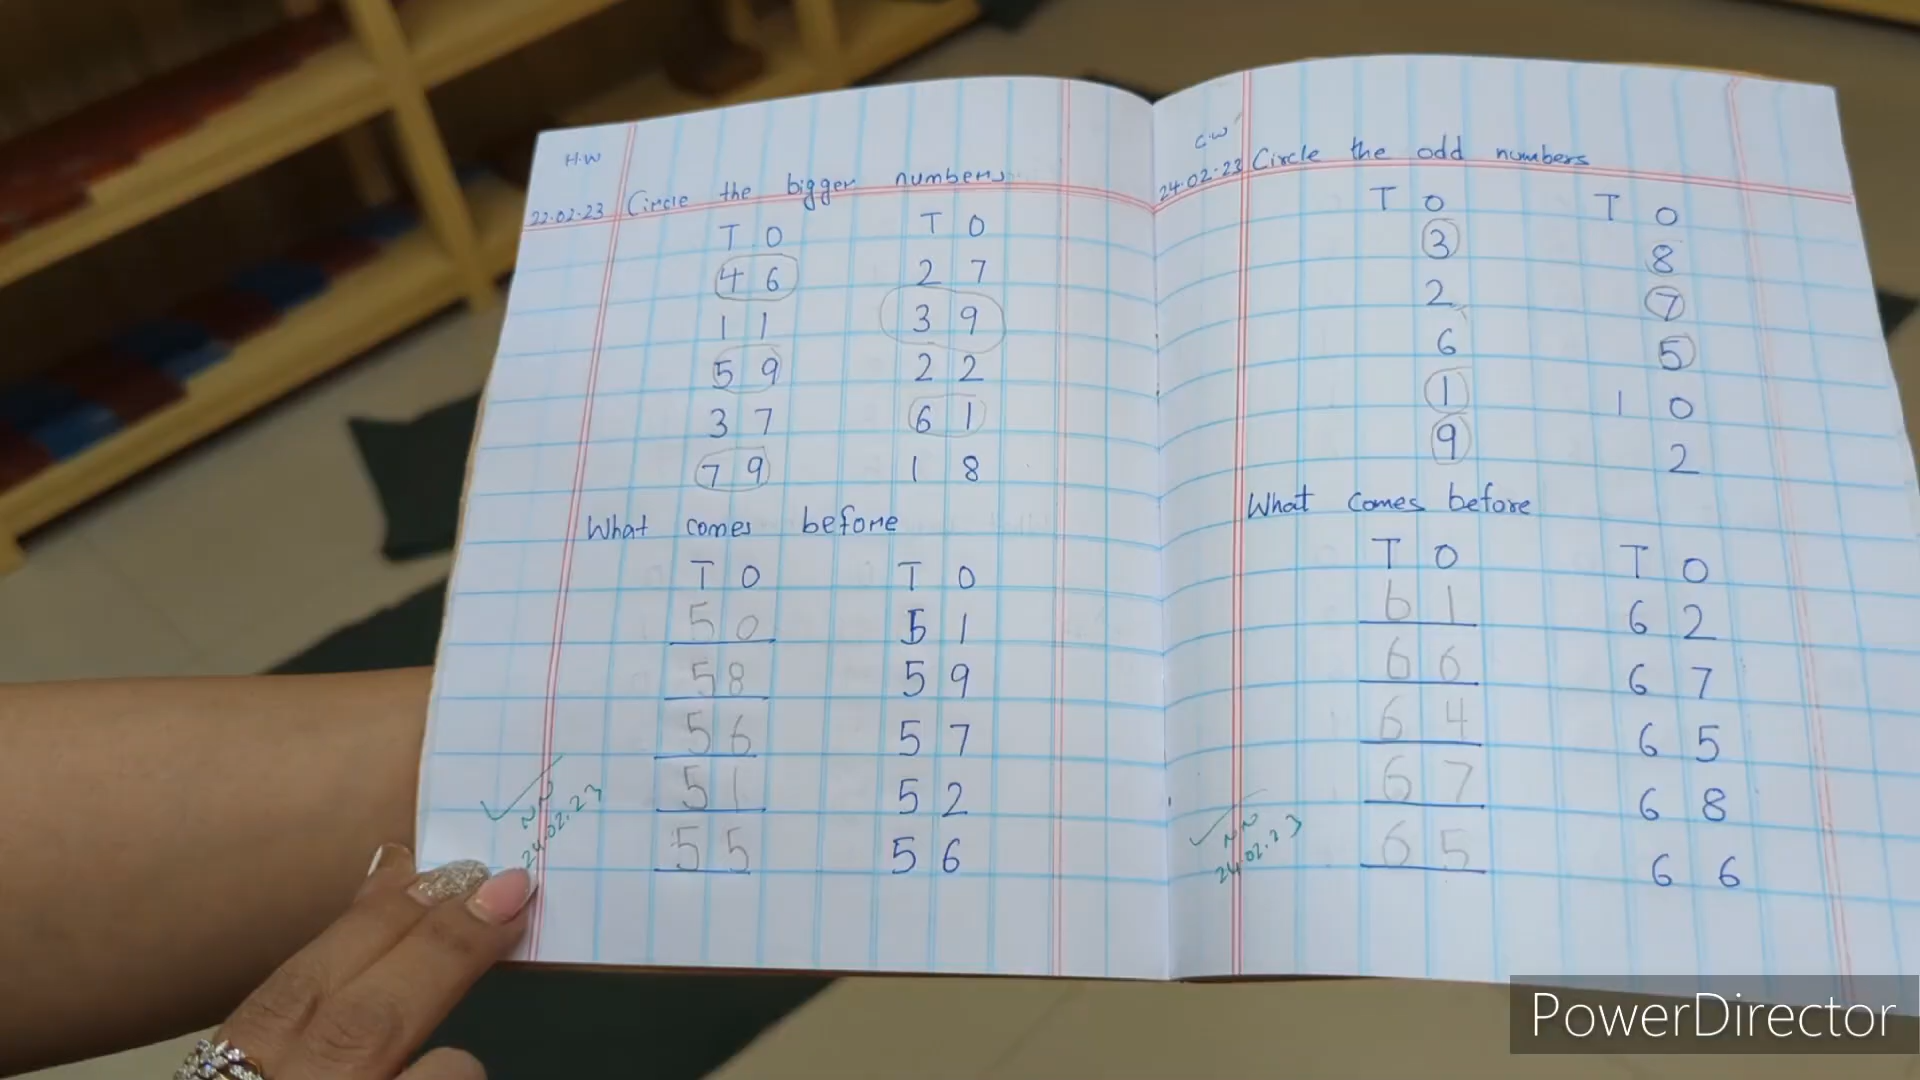 H.W
22.02.23 Circle the bigger numbers
T O T O
4 6 2 7
1 1 3 9
5 9 2 2
3 7 6 1
7 9 1 8
What comes before
T O T O
5 0 5 1
5 8 5 9
5 6 5 7
5 1 5 2
5 5 5 6
24.02.23
C.W
24.02.23 Circle the odd numbers
T O T O
3 8
2 7
6 5
1 1 0
9 2
What comes before
T O T O
6 1 6 2
6 6 6 7
6 4 6 5
6 7 6 8
6 5 6 6
24.02.23
PowerDirector